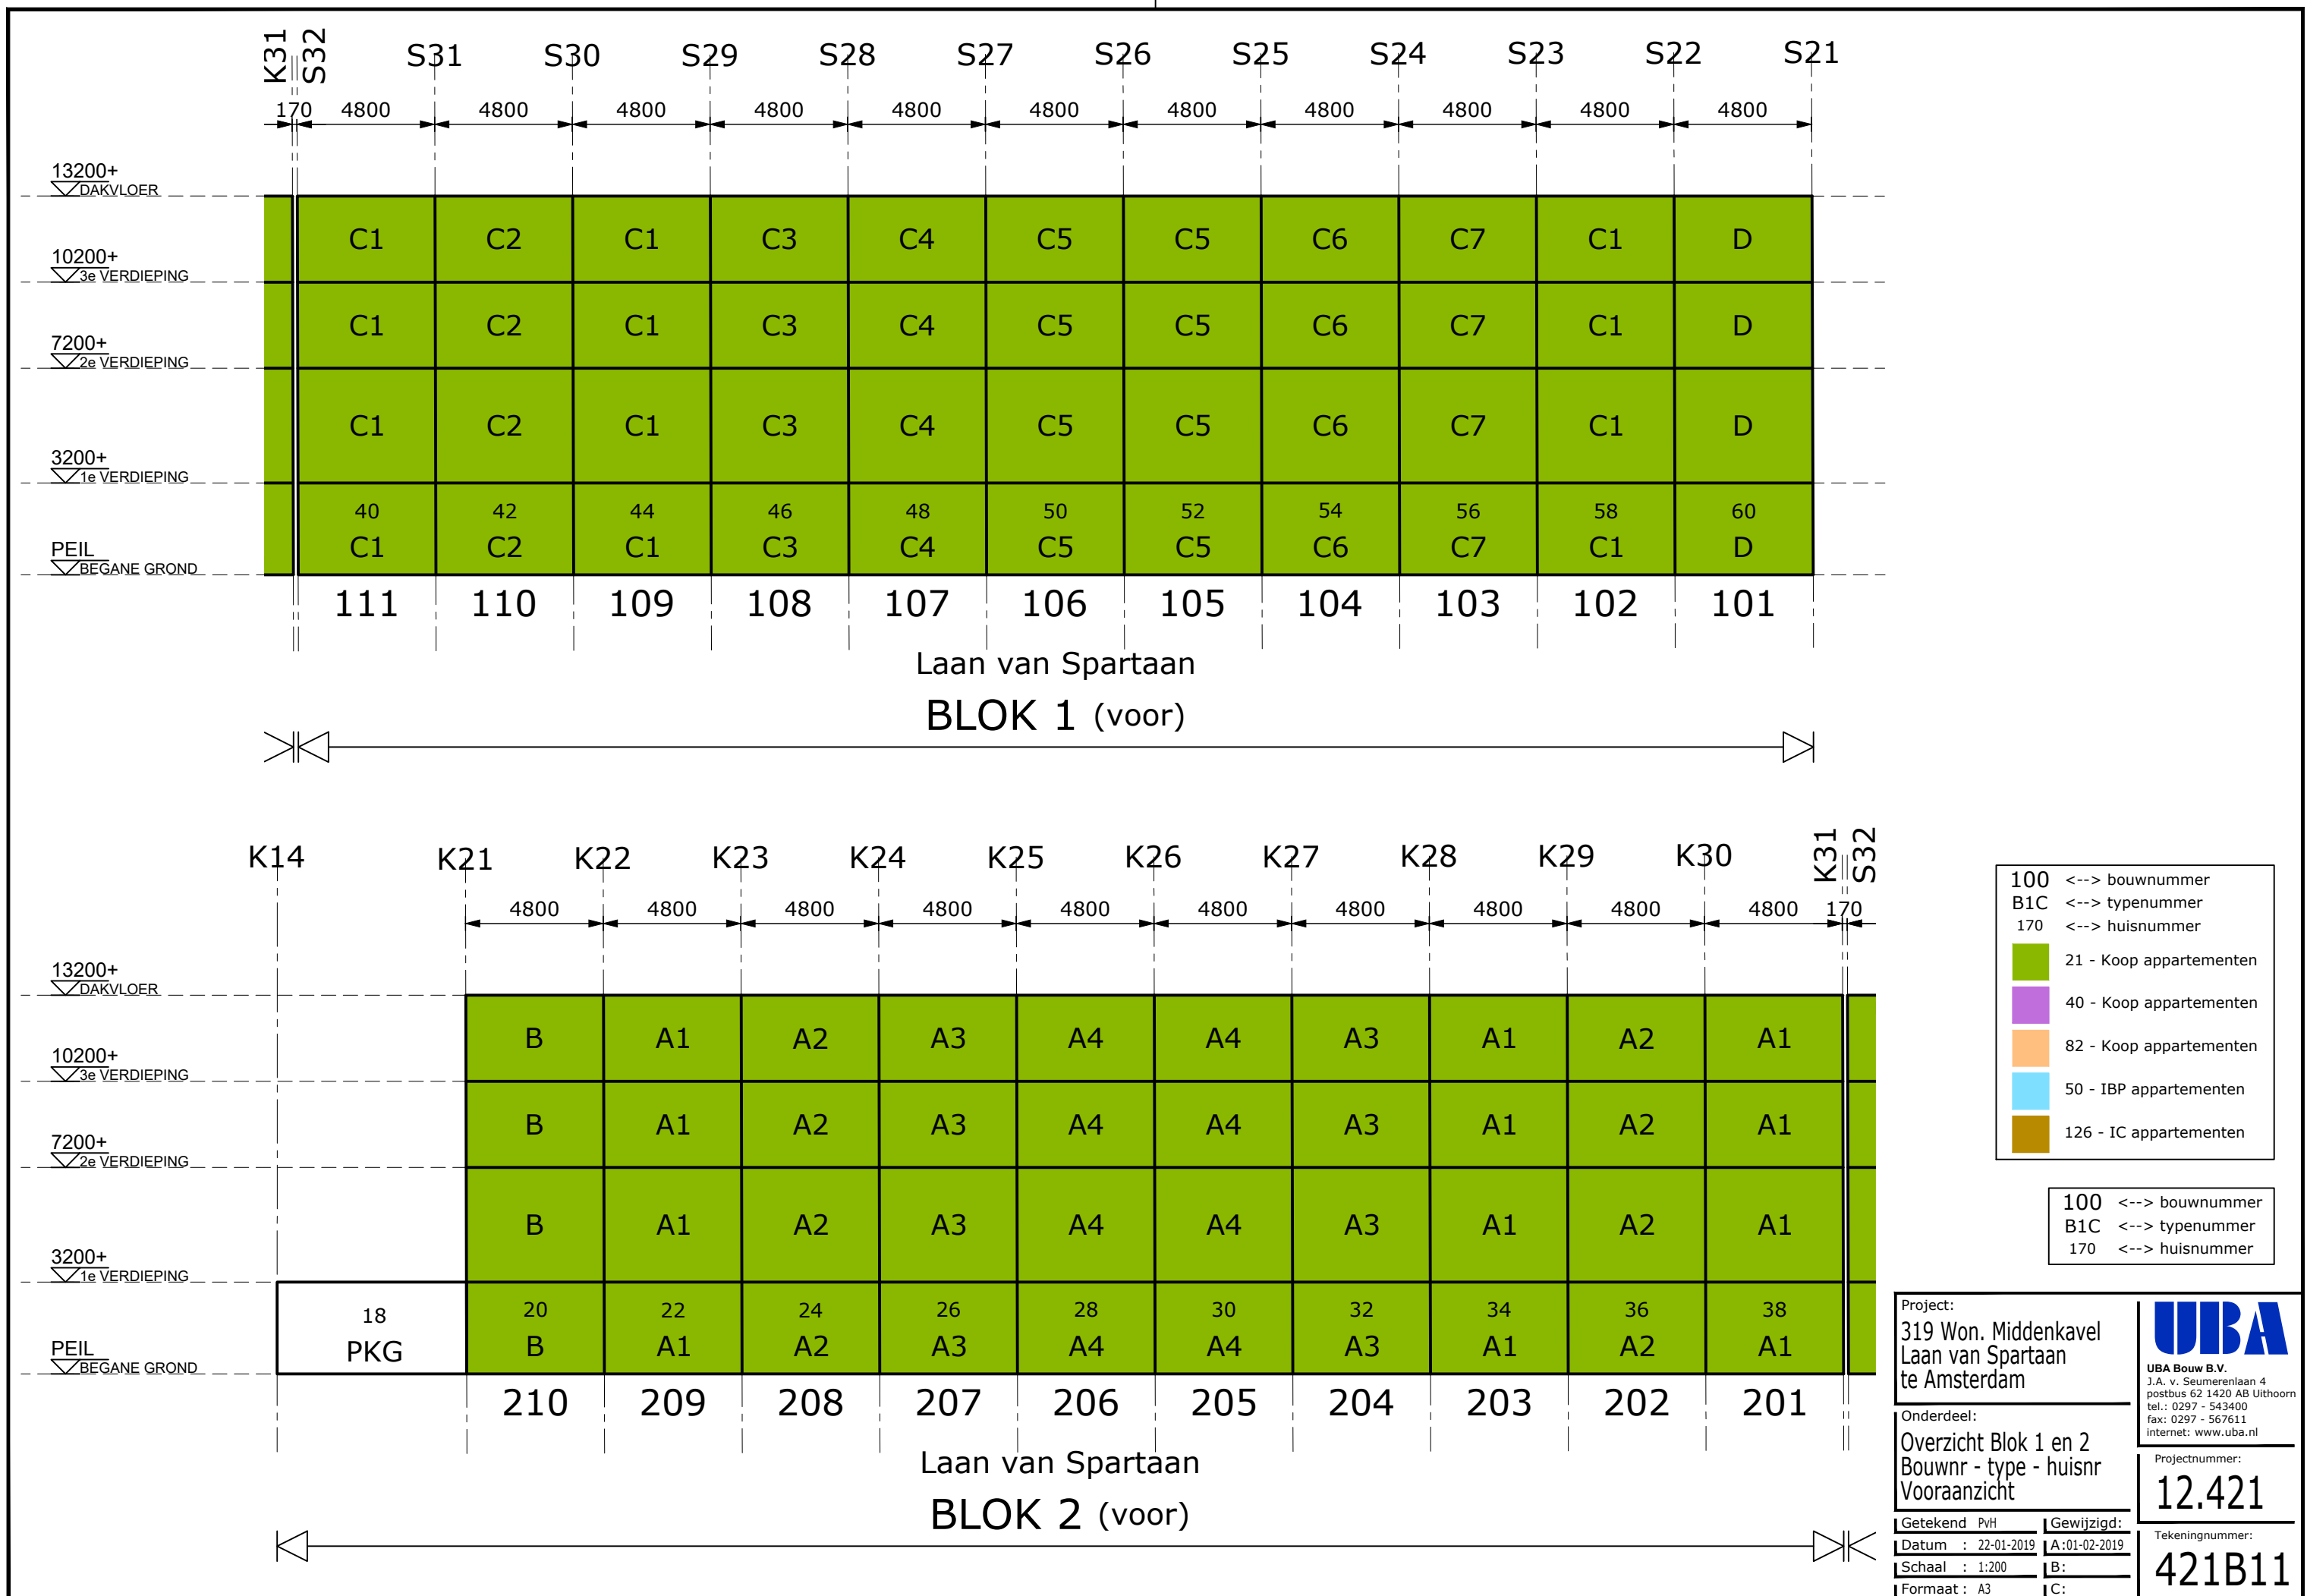 K31 S32 S31 S30 S29 S28 S27 S26 S25 S24 S23 S22 S21
170 4800 4800 4800 4800 4800 4800 4800 4800 4800 4800 4800
13200+
DAKVLOER
C1 C2 C1 C3 C4 C5 C5 C6 C7 C1 D
10200+
3e VERDIEPING
C1 C2 C1 C3 C4 C5 C5 C6 C7 C1 D
7200+
2e VERDIEPING
C1 C2 C1 C3 C4 C5 C5 C6 C7 C1 D
3200+
1e VERDIEPING
40 42 44 46 48 50 52 54 56 58 60
C1 C2 C1 C3 C4 C5 C5 C6 C7 C1 D
PEIL
BEGANE GROND
111 110 109 108 107 106 105 104 103 102 101
Laan van Spartaan
BLOK 1 (voor)
K14 K21 K22 K23 K24 K25 K26 K27 K28 K29 K30 K31 S32
4800 4800 4800 4800 4800 4800 4800 4800 4800 4800 170
13200+
DAKVLOER
B A1 A2 A3 A4 A4 A3 A1 A2 A1
10200+
3e VERDIEPING
B A1 A2 A3 A4 A4 A3 A1 A2 A1
7200+
2e VERDIEPING
B A1 A2 A3 A4 A4 A3 A1 A2 A1
3200+
1e VERDIEPING
18 20 22 24 26 28 30 32 34 36 38
PKG B A1 A2 A3 A4 A4 A3 A1 A2 A1
PEIL
BEGANE GROND
210 209 208 207 206 205 204 203 202 201
Laan van Spartaan
BLOK 2 (voor)
100 <--> bouwnummer
B1C <--> typenummer
170 <--> huisnummer
21 - Koop appartementen
40 - Koop appartementen
82 - Koop appartementen
50 - IBP appartementen
126 - IC appartementen
100 <--> bouwnummer
B1C <--> typenummer
170 <--> huisnummer
Project:
319 Won. Middenkavel
Laan van Spartaan
te Amsterdam
UBA
UBA Bouw B.V.
J.A. v. Seumerenlaan 4
postbus 62 1420 AB Uithoorn
tel.: 0297 - 543400
fax: 0297 - 567611
internet: www.uba.nl
Onderdeel:
Overzicht Blok 1 en 2
Bouwnr - type - huisnr
Vooraanzicht
Projectnummer:
12.421
Getekend PvH Gewijzigd:
Datum : 22-01-2019 A:01-02-2019
Schaal : 1:200 B:
Formaat : A3 C:
Tekeningnummer:
421B11